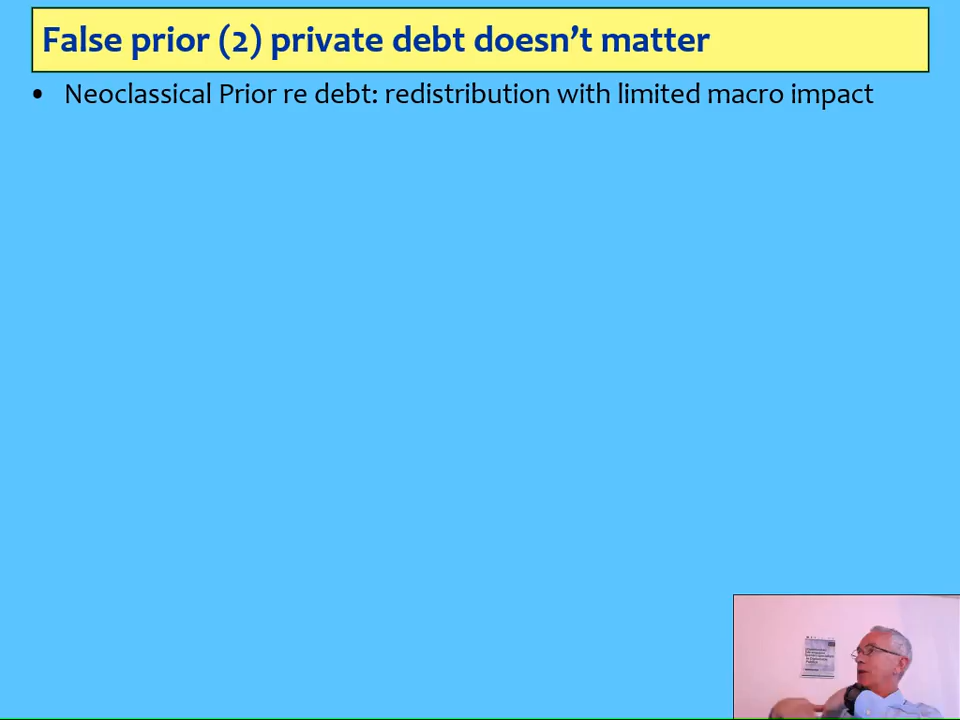 False prior (2) private debt doesn’t matter
• Neoclassical Prior re debt: redistribution with limited macro impact